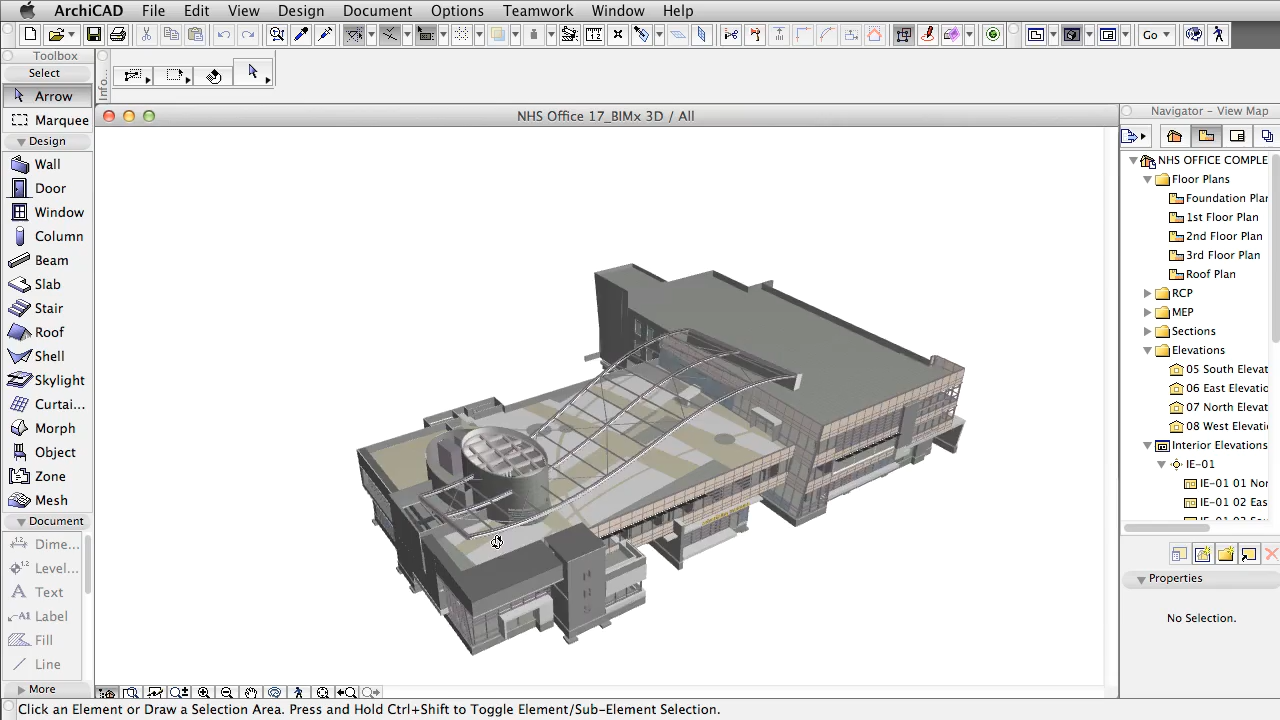 ArchiCAD File Edit View Design Document Options Teamwork Window Help
Go
Toolbox
Select
Arrow
Marquee
Design
Wall
Door
Window
Column
Beam
Slab
Stair
Roof
Shell
Skylight
Curtai...
Morph
Object
Zone
Mesh
Document
Dime...
Level...
Text
Label
Fill
Line
More
Info...
NHS Office 17_BIMx 3D / All
Navigator - View Map
NHS OFFICE COMPLE
Floor Plans
Foundation Plan
1st Floor Plan
2nd Floor Plan
3rd Floor Plan
Roof Plan
RCP
MEP
Sections
Elevations
05 South Elevati
06 East Elevatio
07 North Elevat
08 West Elevati
Interior Elevations
IE-01
IE-01 01 Nor
IE-01 02 Eas
Properties
No Selection.
Click an Element or Draw a Selection Area. Press and Hold Ctrl+Shift to Toggle Element/Sub-Element Selection.